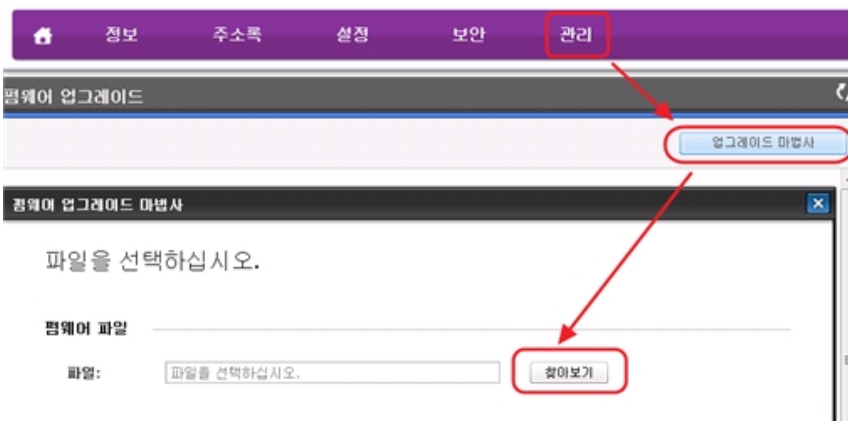 정보 주소록 설정 보안 관리
펌웨어 업그레이드
업그레이드 마법사
펌웨어 업그레이드 마법사
파일을 선택하십시오.
펌웨어 파일
파일: 파일을 선택하십시오. 찾아보기